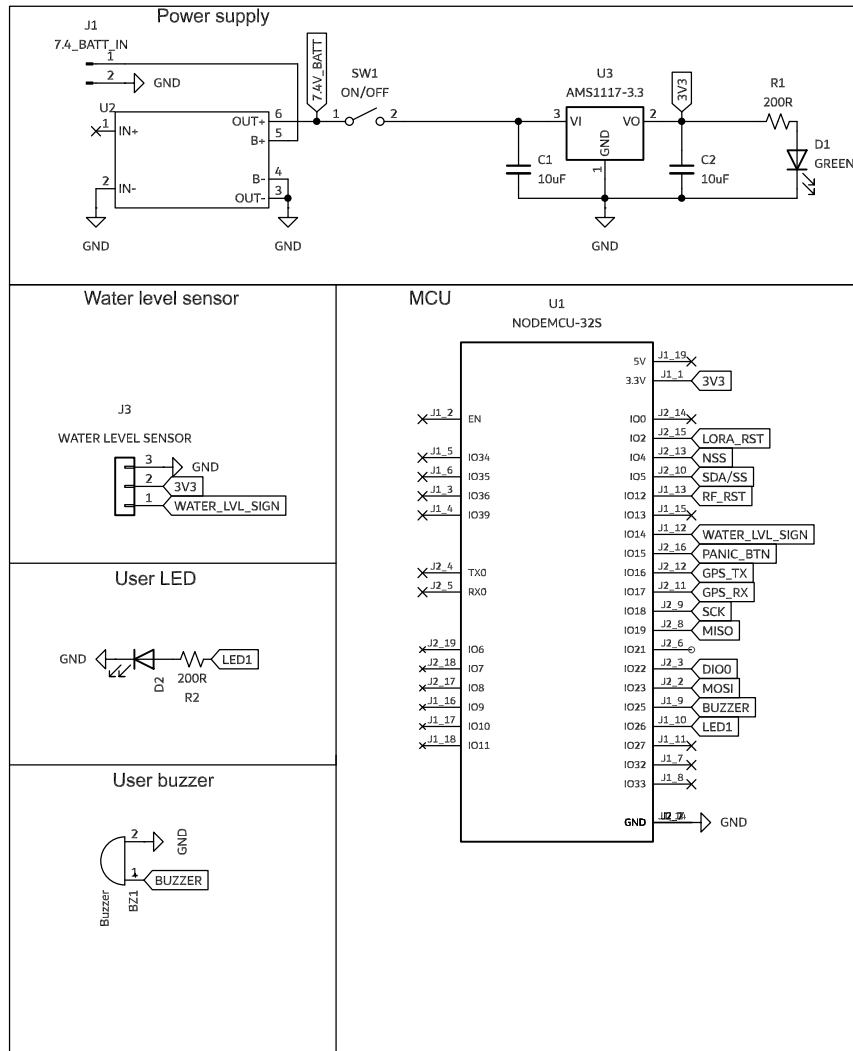 Power supply
J1
7.4_BATT_IN
1
2
GND
U2
1
IN+
2
IN-
OUT+
6
B+
5
B-
4
OUT-
3
GND
GND
7.4V_BATT
SW1
ON/OFF
1
2
C1
10uF
U3
AMS1117-3.3
3
VI
VO
2
GND
1
GND
3V3
C2
10uF
R1
200R
D1
GREEN
Water level sensor
J3
WATER LEVEL SENSOR
3
GND
2
3V3
1
WATER_LVL_SIGN
User LED
GND
D2
200R
R2
LED1
User buzzer
2
GND
1
BUZZER
Buzzer
BZ1
MCU
U1
NODEMCU-32S
J1_2 EN
J1_5 IO34
J1_6 IO35
J1_3 IO36
J1_4 IO39
J2_4 TX0
J2_5 RX0
J2_19 IO6
J2_18 IO7
J2_17 IO8
J1_16 IO9
J1_17 IO10
J1_18 IO11
5V J1_19
3.3V J1_1 3V3
IO0 J2_14
IO2 J2_15 LORA_RST
IO4 J2_13 NSS
IO5 J2_10 SDA/SS
IO12 J1_13 RF_RST
IO13 J1_15
IO14 J1_12 WATER_LVL_SIGN
IO15 J2_16 PANIC_BTN
IO16 J2_12 GPS_TX
IO17 J2_11 GPS_RX
IO18 J2_9 SCK
IO19 J2_8 MISO
IO21 J2_6
IO22 J2_3 DIO0
IO23 J2_2 MOSI
IO25 J1_9 BUZZER
IO26 J1_10 LED1
IO27 J1_11
IO32 J1_7
IO33 J1_8
GND GND